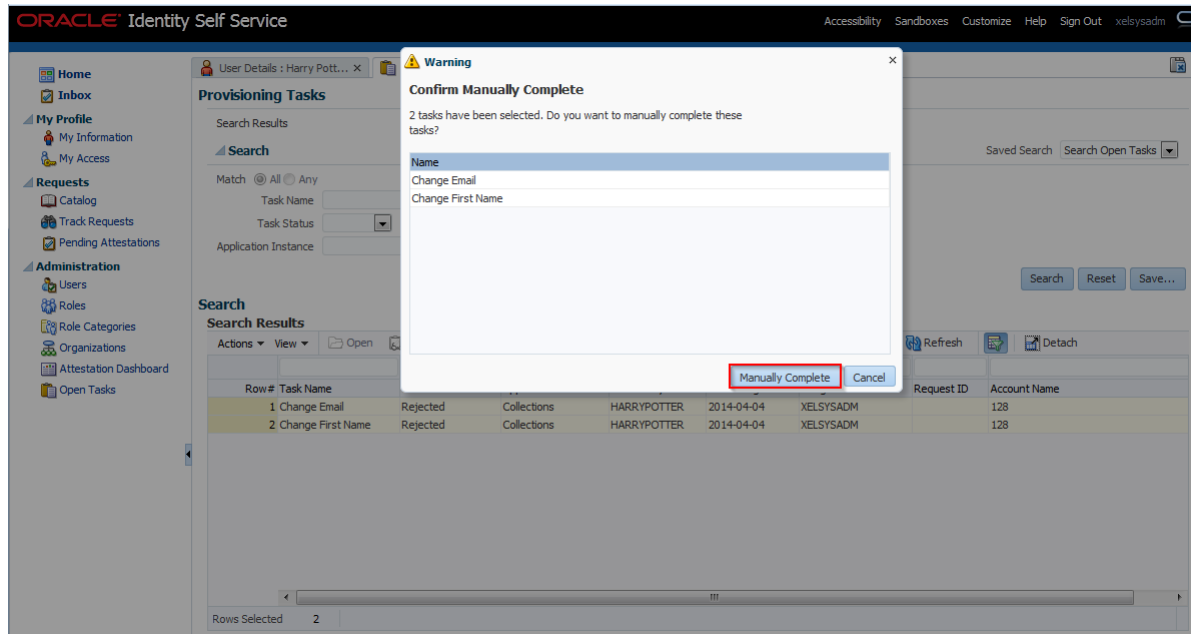 ORACLE Identity Self Service
Accessibility Sandboxes Customize Help Sign Out xelsysadm
Home
Inbox
My Profile
My Information
My Access
Requests
Catalog
Track Requests
Pending Attestations
Administration
Users
Roles
Role Categories
Organizations
Attestation Dashboard
Open Tasks
User Details : Harry Pott... ×
Provisioning Tasks
Search Results
Search
Saved Search Search Open Tasks
Match All Any
Task Name
Task Status
Application Instance
Search Reset Save...
Warning ×
Confirm Manually Complete
2 tasks have been selected. Do you want to manually complete these
tasks?
Name
Change Email
Change First Name
Manually Complete Cancel
Search
Search Results
Actions View Open Refresh Detach
Row# Task Name Request ID Account Name
1 Change Email Rejected Collections HARRYPOTTER 2014-04-04 XELSYSADM 128
2 Change First Name Rejected Collections HARRYPOTTER 2014-04-04 XELSYSADM 128
Rows Selected 2